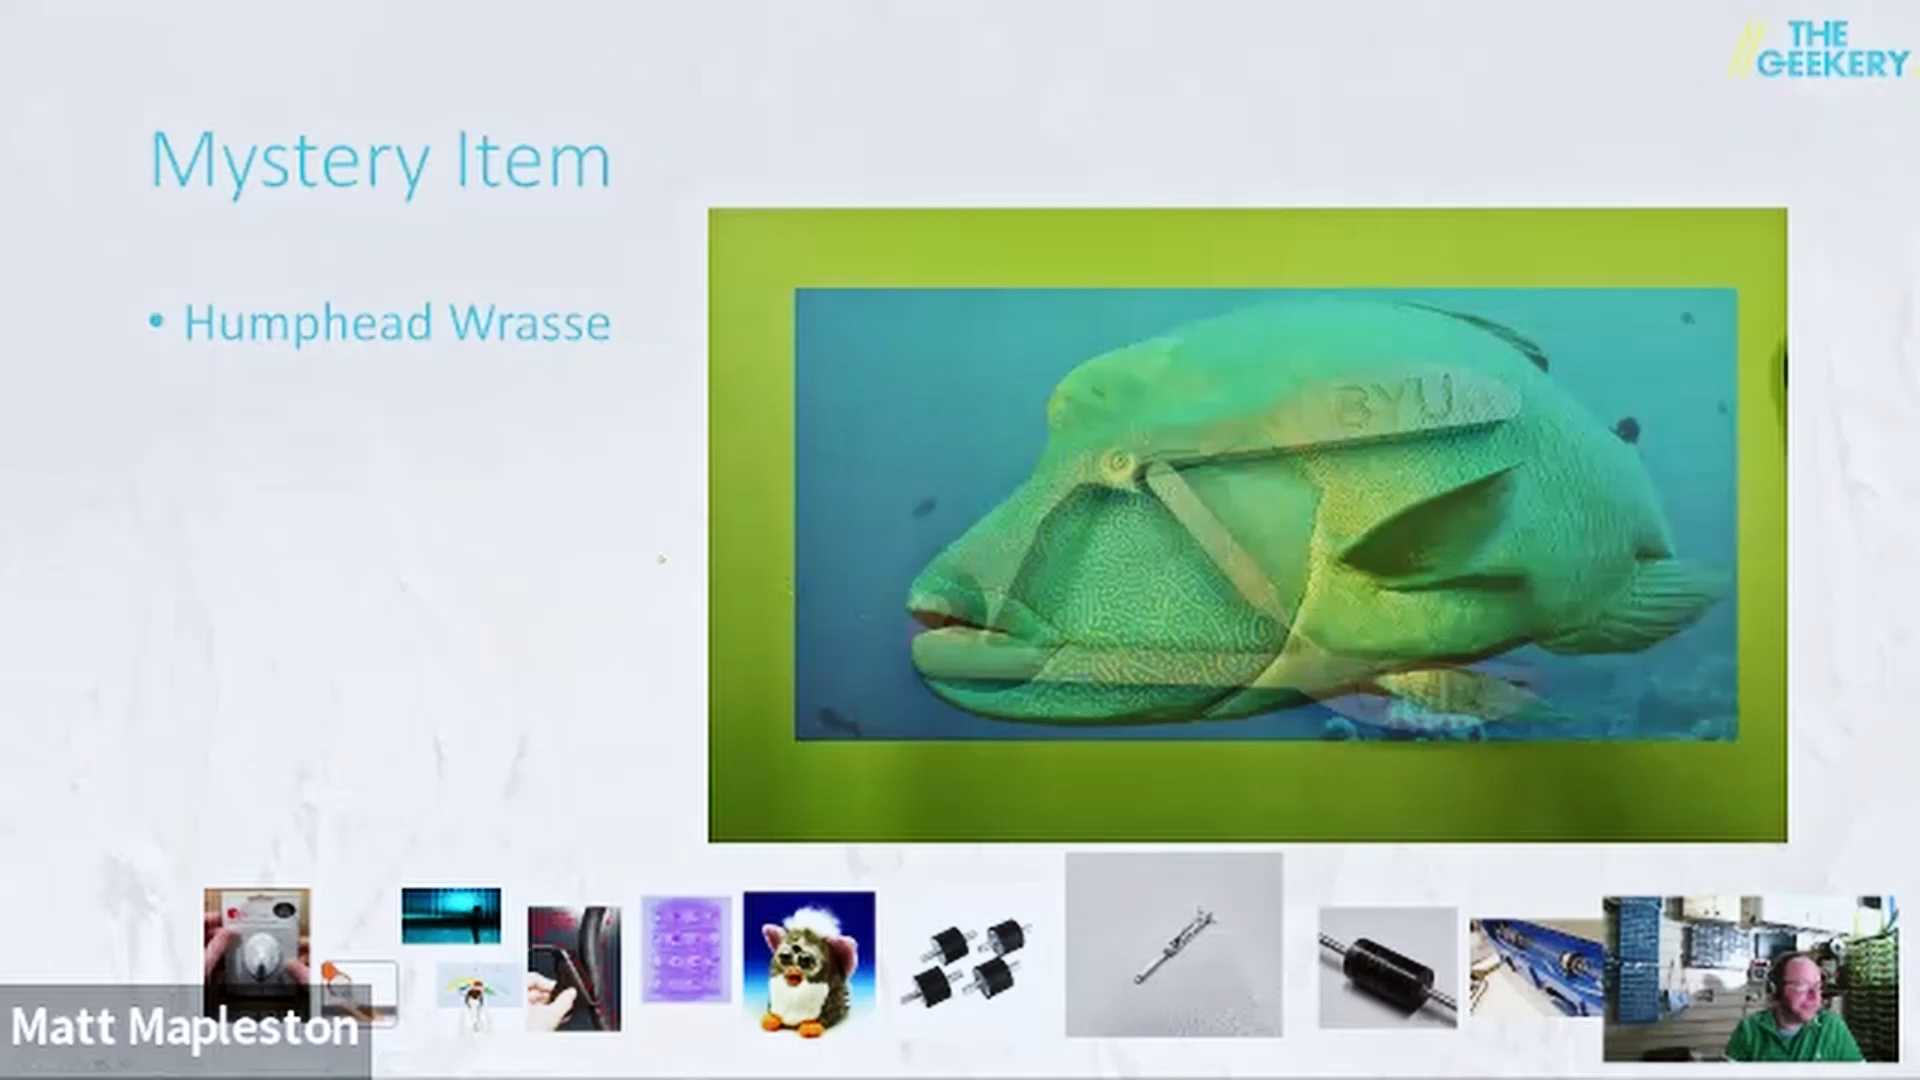 THE
GEEKERY
Mystery Item
• Humphead Wrasse
BYU
Matt Mapleston